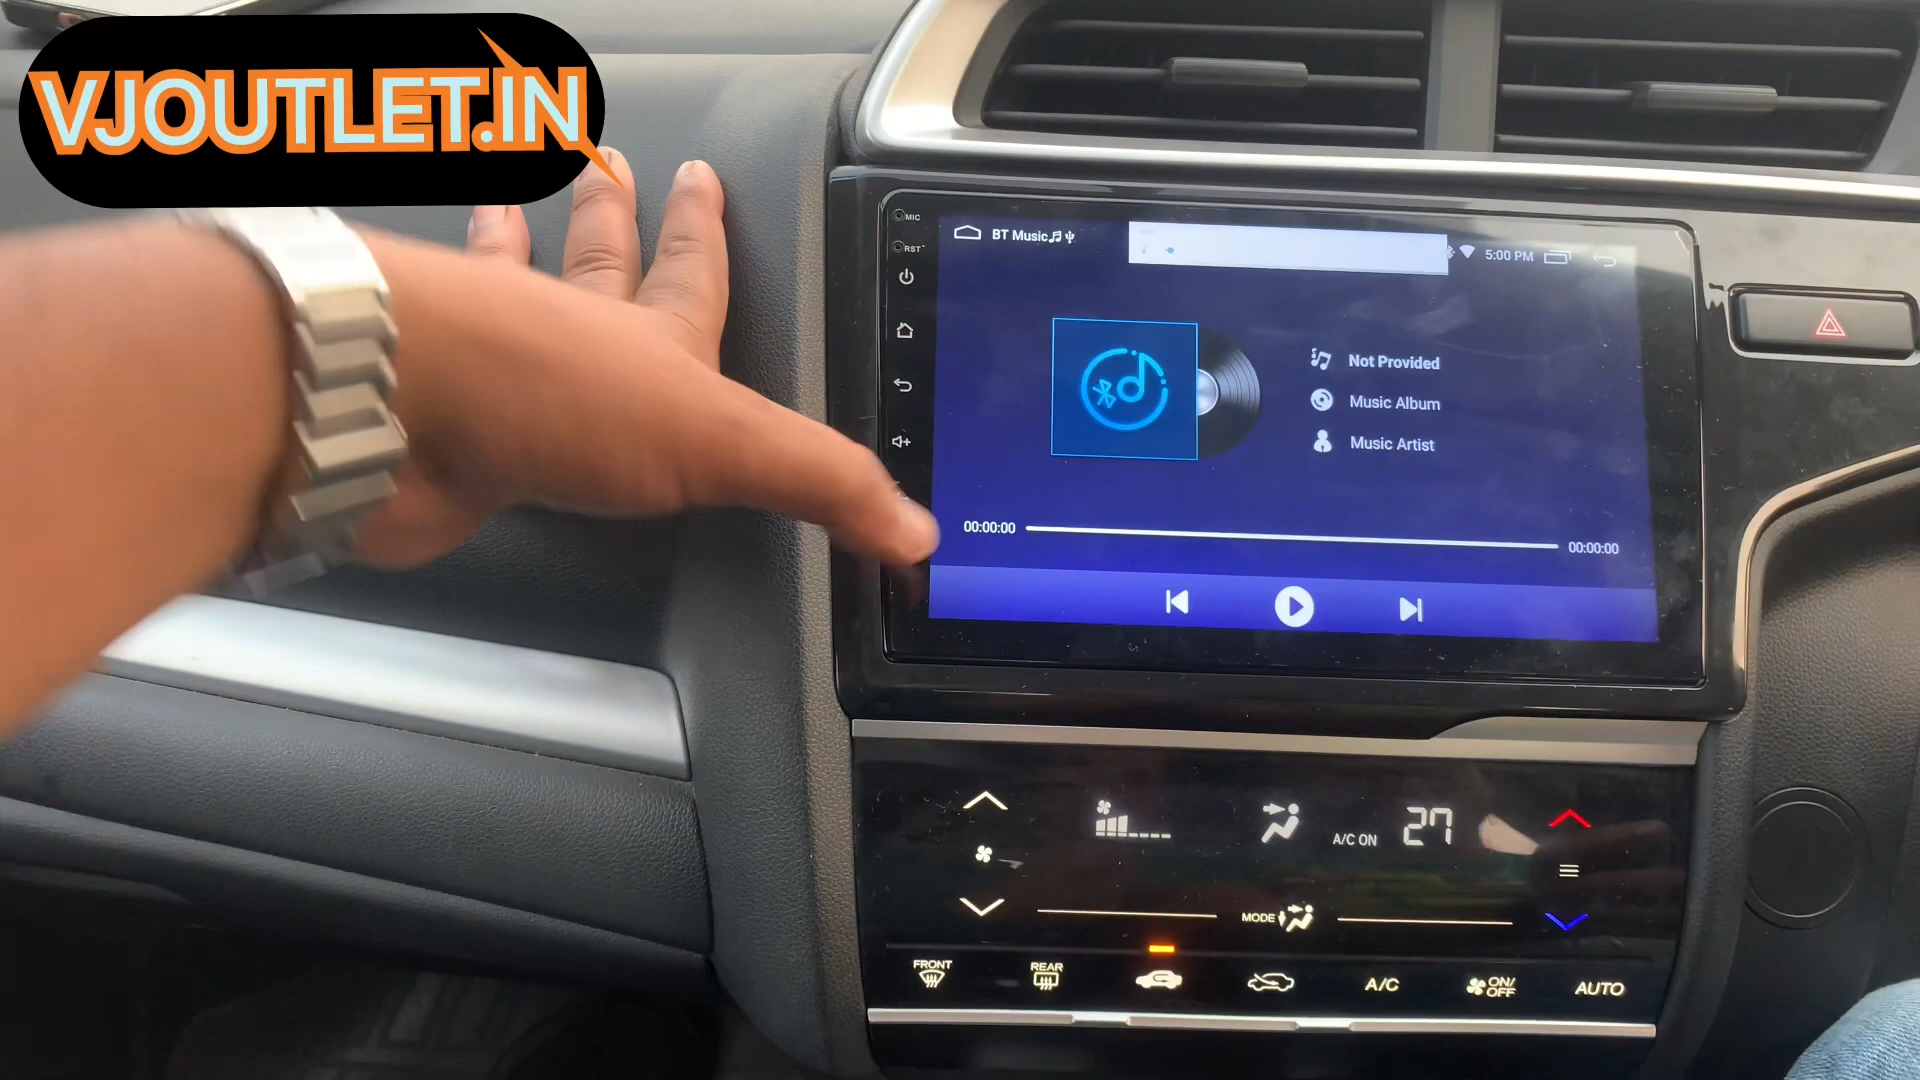 VJOUTLET.IN
MIC
RST
BT Music
5:00 PM
Not Provided
Music Album
Music Artist
00:00:00
00:00:00
A/C ON
27
MODE
FRONT
REAR
A/C
ON/
OFF
AUTO